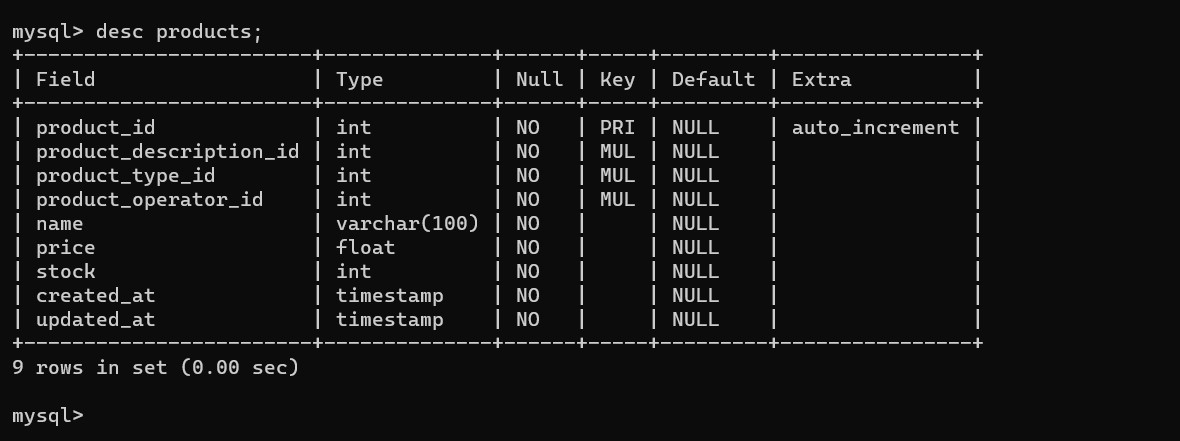 mysql> desc products;
+------------------------+--------------+------+-----+---------+----------------+
| Field                  | Type         | Null | Key | Default | Extra          |
+------------------------+--------------+------+-----+---------+----------------+
| product_id             | int          | NO   | PRI | NULL    | auto_increment |
| product_description_id | int          | NO   | MUL | NULL    |                |
| product_type_id        | int          | NO   | MUL | NULL    |                |
| product_operator_id    | int          | NO   | MUL | NULL    |                |
| name                   | varchar(100) | NO   |     | NULL    |                |
| price                  | float        | NO   |     | NULL    |                |
| stock                  | int          | NO   |     | NULL    |                |
| created_at             | timestamp    | NO   |     | NULL    |                |
| updated_at             | timestamp    | NO   |     | NULL    |                |
+------------------------+--------------+------+-----+---------+----------------+
9 rows in set (0.00 sec)
mysql>